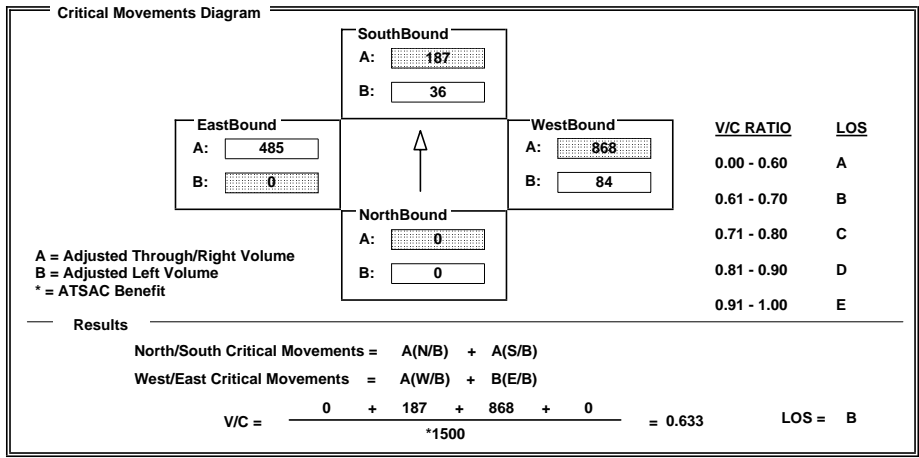 Critical Movements Diagram
SouthBound
A: 187
B: 36
EastBound
A: 485
B: 0
WestBound
A: 868
B: 84
NorthBound
A: 0
B: 0
V/C RATIO LOS
0.00 - 0.60 A
0.61 - 0.70 B
0.71 - 0.80 C
0.81 - 0.90 D
0.91 - 1.00 E
A = Adjusted Through/Right Volume
B = Adjusted Left Volume
* = ATSAC Benefit
Results
North/South Critical Movements = A(N/B) + A(S/B)
West/East Critical Movements = A(W/B) + B(E/B)
V/C = 0 + 187 + 868 + 0 = 0.633 LOS = B
*1500